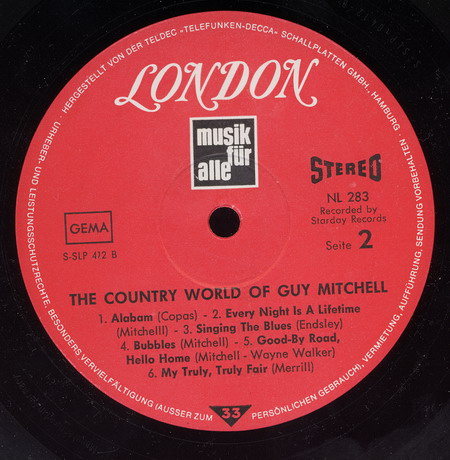 HERGESTELLT VON DER TELDEC »TELEFUNKEN-DECCA« SCHALLPLATTEN GMBH., HAMBURG -
URHEBER- UND LEISTUNGSSCHUTZRECHTE, BESONDERS VERVIELFÄLTIGUNG (AUSSER ZUM
PERSÖNLICHEN GEBRAUCH), VERMIETUNG, AUFFÜHRUNG, SENDUNG VORBEHALTEN
LONDON
musik
für
alle
STEREO
NL 283
Recorded by
Starday Records
Seite 2
GEMA
S-SLP 412 B
THE COUNTRY WORLD OF GUY MITCHELL
1. Alabam (Copas) - 2. Every Night Is A Lifetime
(Mitchelll) - 3. Singing The Blues (Endsley)
4. Bubbles (Mitchell) - 5. Good-By Road,
Hello Home (Mitchell - Wayne Walker)
6. My Truly, Truly Fair (Merrill)
33